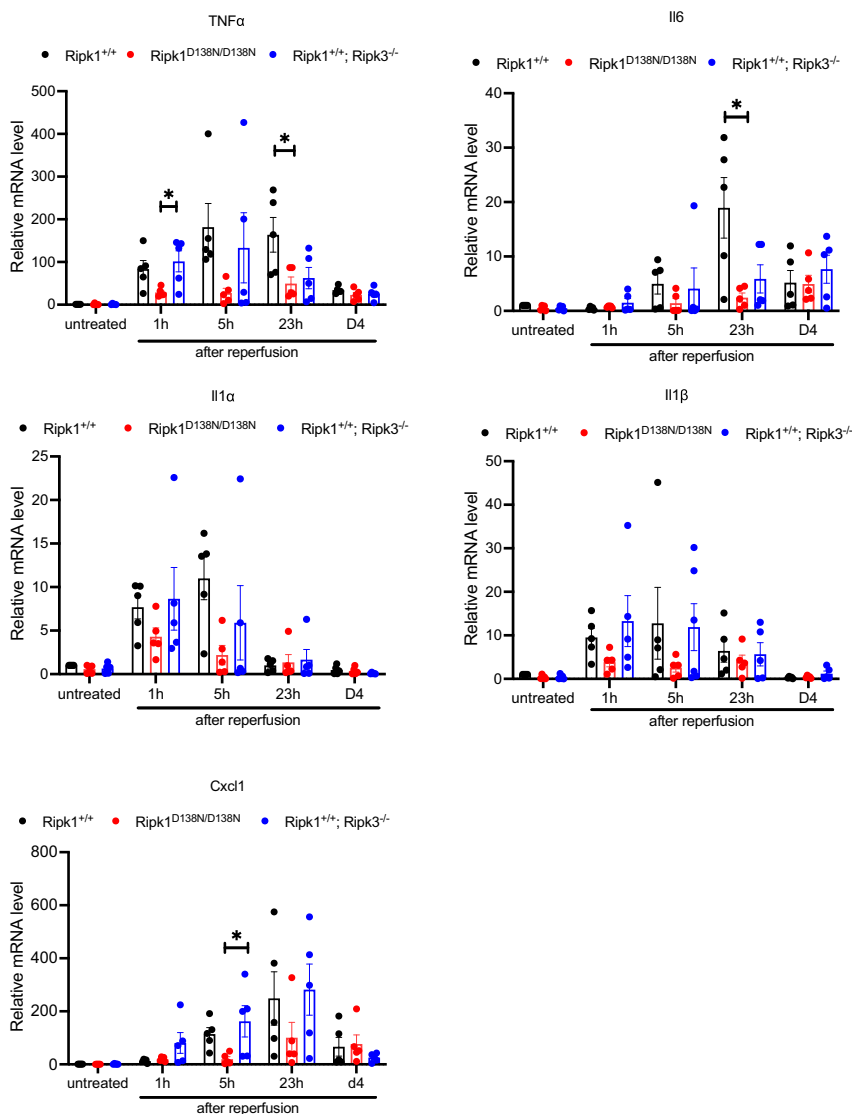 TNFα
Ripk1+/+ Ripk1D138N/D138N Ripk1+/+; Ripk3-/-
Relative mRNA level
500
400
300
200
100
0
*
*
untreated 1h 5h 23h D4
after reperfusion
Il6
Ripk1+/+ Ripk1D138N/D138N Ripk1+/+; Ripk3-/-
Relative mRNA level
40
30
20
10
0
*
untreated 1h 5h 23h D4
after reperfusion
Il1α
Ripk1+/+ Ripk1D138N/D138N Ripk1+/+; Ripk3-/-
Relative mRNA level
25
20
15
10
5
0
untreated 1h 5h 23h D4
after reperfusion
Il1β
Ripk1+/+ Ripk1D138N/D138N Ripk1+/+; Ripk3-/-
Relative mRNA level
50
40
30
20
10
0
untreated 1h 5h 23h D4
after reperfusion
Cxcl1
Ripk1+/+ Ripk1D138N/D138N Ripk1+/+; Ripk3-/-
Relative mRNA level
800
600
400
200
0
*
untreated 1h 5h 23h d4
after reperfusion